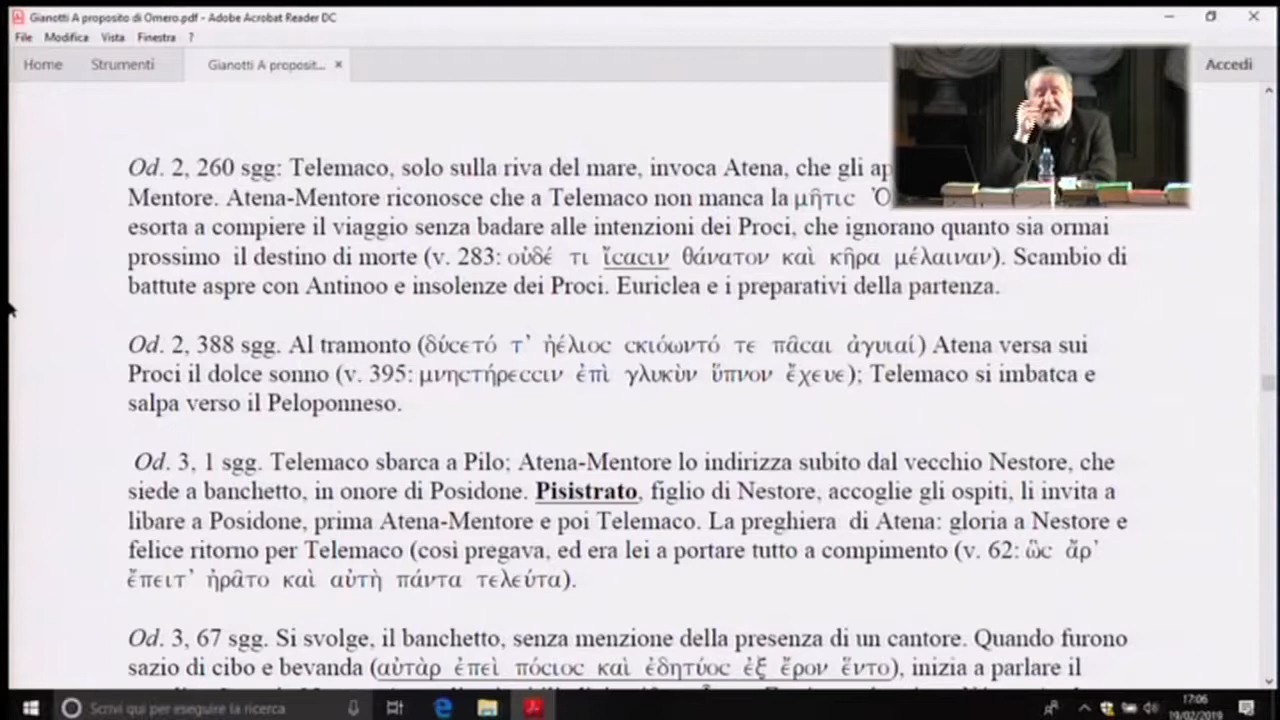 Gianotti A proposito di Omero.pdf - Adobe Acrobat Reader DC
File Modifica Vista Finestra ?
Home Strumenti Gianotti A proposit... × Accedi
Od. 2, 260 sgg: Telemaco, solo sulla riva del mare, invoca Atena, che gli
Mentore. Atena-Mentore riconosce che a Telemaco non manca la μῆτιϲ
esorta a compiere il viaggio senza badare alle intenzioni dei Proci, che ignorano quanto sia ormai
prossimo il destino di morte (v. 283: οὐδέ τι ἴϲαϲιν θάνατον καὶ κῆρα μέλαιναν). Scambio di
battute aspre con Antinoo e insolenze dei Proci. Euriclea e i preparativi della partenza.
Od. 2, 388 sgg. Al tramonto (δύϲετό τ᾽ ἠέλιοϲ ϲκιόωντό τε πᾶϲαι ἀγυιαί) Atena versa sui
Proci il dolce sonno (v. 395: μνηϲτήρεϲϲιν ἐπὶ γλυκὺν ὕπνον ἔχευε); Telemaco si imbatca e
salpa verso il Peloponneso.
Od. 3, 1 sgg. Telemaco sbarca a Pilo; Atena-Mentore lo indirizza subito dal vecchio Nestore, che
siede a banchetto, in onore di Posidone. Pisistrato, figlio di Nestore, accoglie gli ospiti, li invita a
libare a Posidone, prima Atena-Mentore e poi Telemaco. La preghiera di Atena: gloria a Nestore e
felice ritorno per Telemaco (così pregava, ed era lei a portare tutto a compimento (v. 62: ὣϲ ἄρ᾽
ἔπειτ᾽ ἠρᾶτο καὶ αὐτὴ πάντα τελεύτα).
Od. 3, 67 sgg. Si svolge, il banchetto, senza menzione della presenza di un cantore. Quando furono
sazio di cibo e bevanda (αὐτὰρ ἐπεὶ πόϲιοϲ καὶ ἐδητύοϲ ἐξ ἔρον ἕντο), inizia a parlare il
Scrivi qui per eseguire la ricerca
17:06
19/02/2019